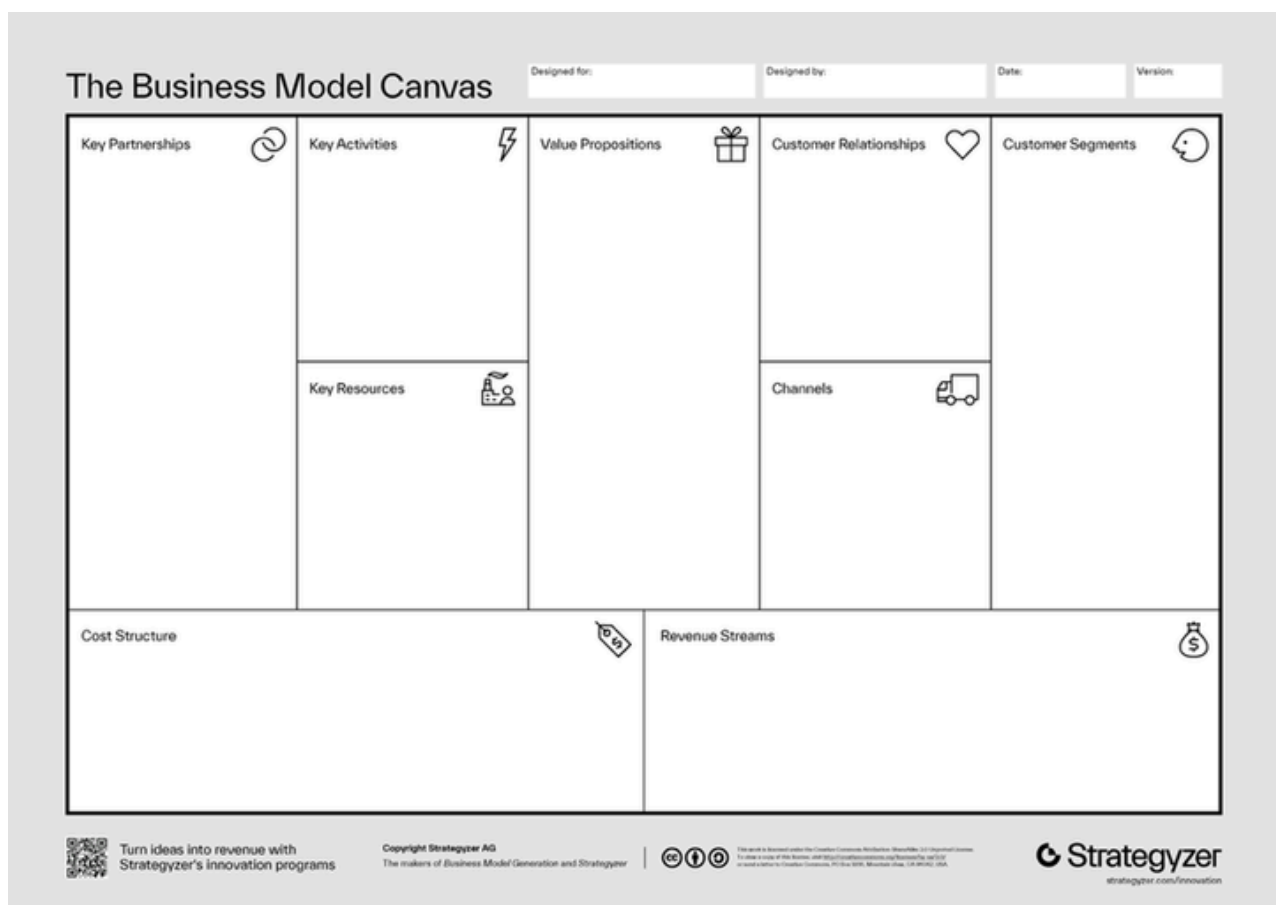 The Business Model Canvas
Designed for:
Designed by:
Date:
Version:
Key Partnerships
Key Activities
Value Propositions
Customer Relationships
Customer Segments
Key Resources
Channels
Cost Structure
Revenue Streams
Turn ideas into revenue with
Strategyzer's innovation programs
Copyright Strategyzer AG
The makers of Business Model Generation and Strategyzer
Strategyzer
strategyzer.com/innovation